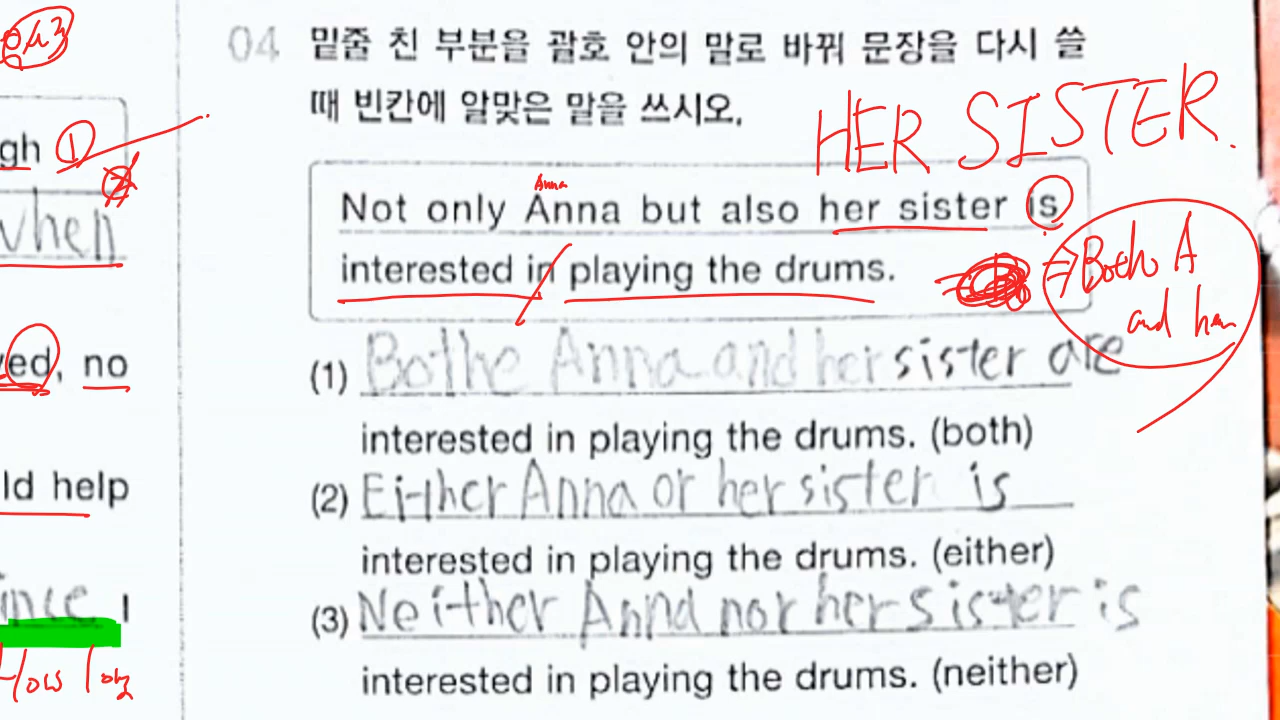 gh ①
when
ed, no
ld help
ince I
How long
04 밑줄 친 부분을 괄호 안의 말로 바꿔 문장을 다시 쓸
때 빈칸에 알맞은 말을 쓰시오.
HER SISTER.
Anna
Not only Anna but also her sister is
interested in playing the drums.
⇒ Both A
and her
(1) Bothe Anna and her sister are
interested in playing the drums. (both)
(2) Either Anna or her sister is
interested in playing the drums. (either)
(3) Neither Anna nor her sister is
interested in playing the drums. (neither)